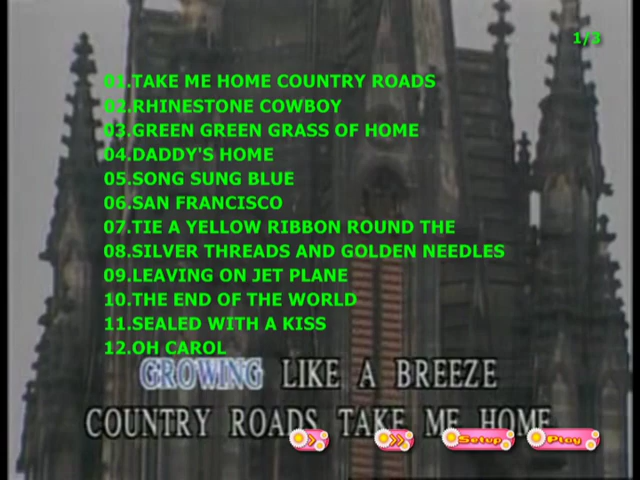 1/3
01.TAKE ME HOME COUNTRY ROADS
02.RHINESTONE COWBOY
03.GREEN GREEN GRASS OF HOME
04.DADDY'S HOME
05.SONG SUNG BLUE
06.SAN FRANCISCO
07.TIE A YELLOW RIBBON ROUND THE
08.SILVER THREADS AND GOLDEN NEEDLES
09.LEAVING ON JET PLANE
10.THE END OF THE WORLD
11.SEALED WITH A KISS
12.OH CAROL
GROWING LIKE A BREEZE
COUNTRY ROADS TAKE ME HOME
> >> Setup Play